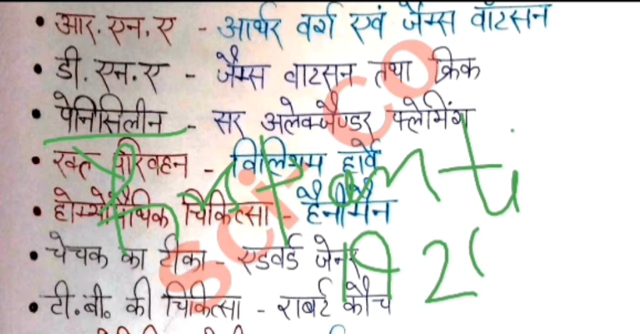 • आर. एन. ए - आर्थर वर्ग एवं जेम्स वॉटसन
• डी. एन. ए - जेम्स वाटसन तथा क्रिक
• पेनिसिलीन - सर अलेक्जेण्डर फ्लेमिंग
• रक्त परिवहन - विलियम हार्वे
• होम्योपैथिक चिकित्सा - हैनीमैन
• चेचक का टीका - एडवर्ड जेनर
• टी.बी. की चिकित्सा - राबर्ट कौच